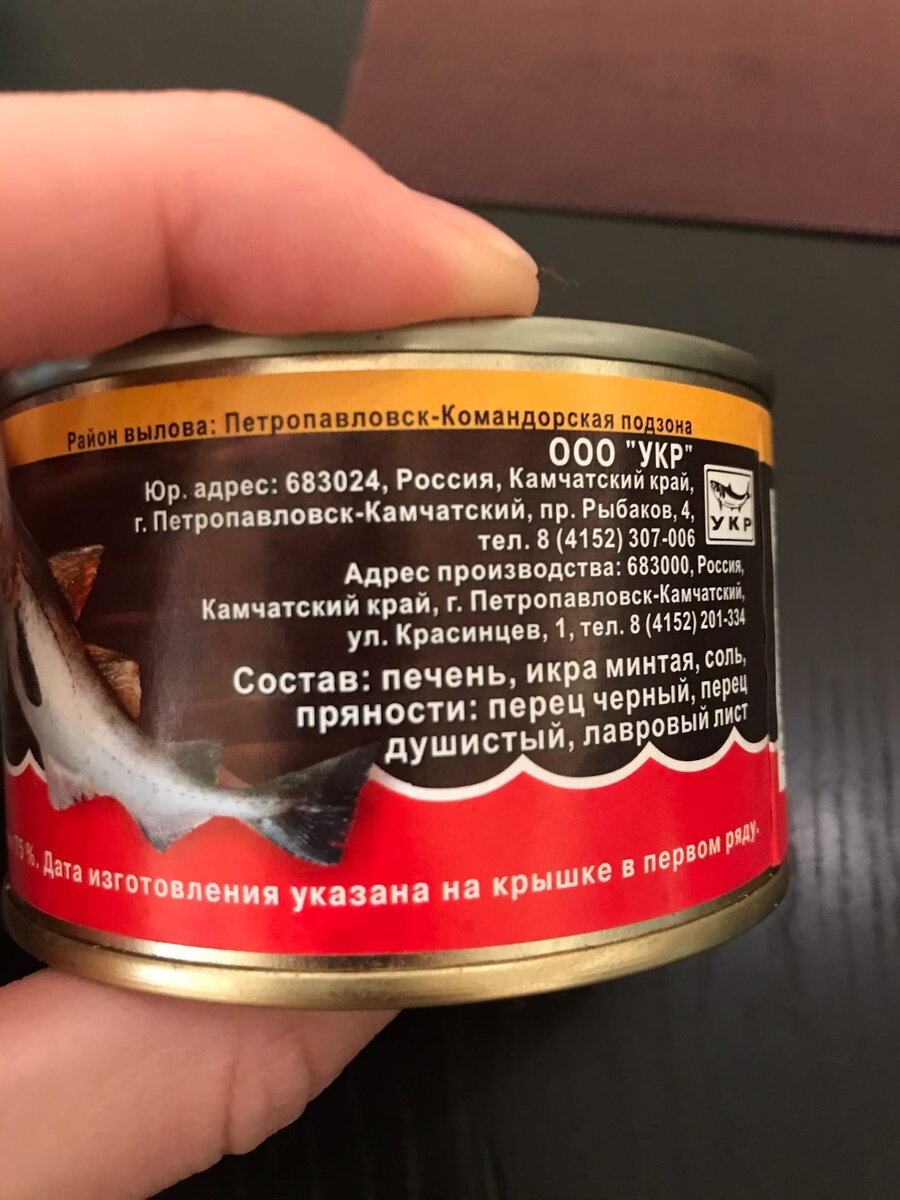 Район вылова: Петропавловск-Командорская подзона
ООО "УКР"
Юр. адрес: 683024, Россия, Камчатский край,
г. Петропавловск-Камчатский, пр. Рыбаков, 4,
тел. 8 (4152) 307-006
УКР
Адрес производства: 683000, Россия,
Камчатский край, г. Петропавловск-Камчатский,
ул. Красинцев, 1, тел. 8 (4152) 201-334
Состав: печень, икра минтая, соль,
пряности: перец черный, перец
душистый, лавровый лист
75 %. Дата изготовления указана на крышке в первом ряду.